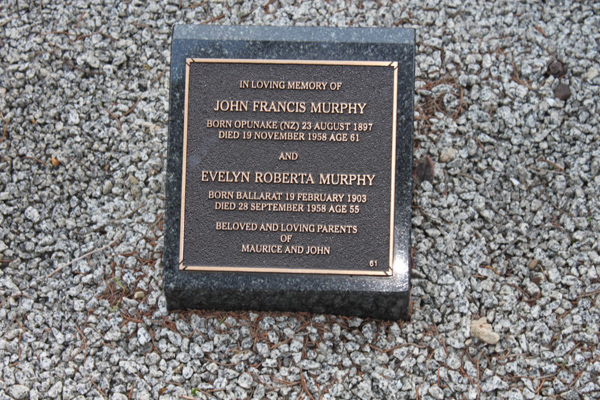 IN LOVING MEMORY OF
JOHN FRANCIS MURPHY
BORN OPUNAKE (NZ) 23 AUGUST 1897
DIED 19 NOVEMBER 1958 AGE 61
AND
EVELYN ROBERTA MURPHY
BORN BALLARAT 19 FEBRUARY 1903
DIED 28 SEPTEMBER 1958 AGE 55
BELOVED AND LOVING PARENTS
OF
MAURICE AND JOHN
61